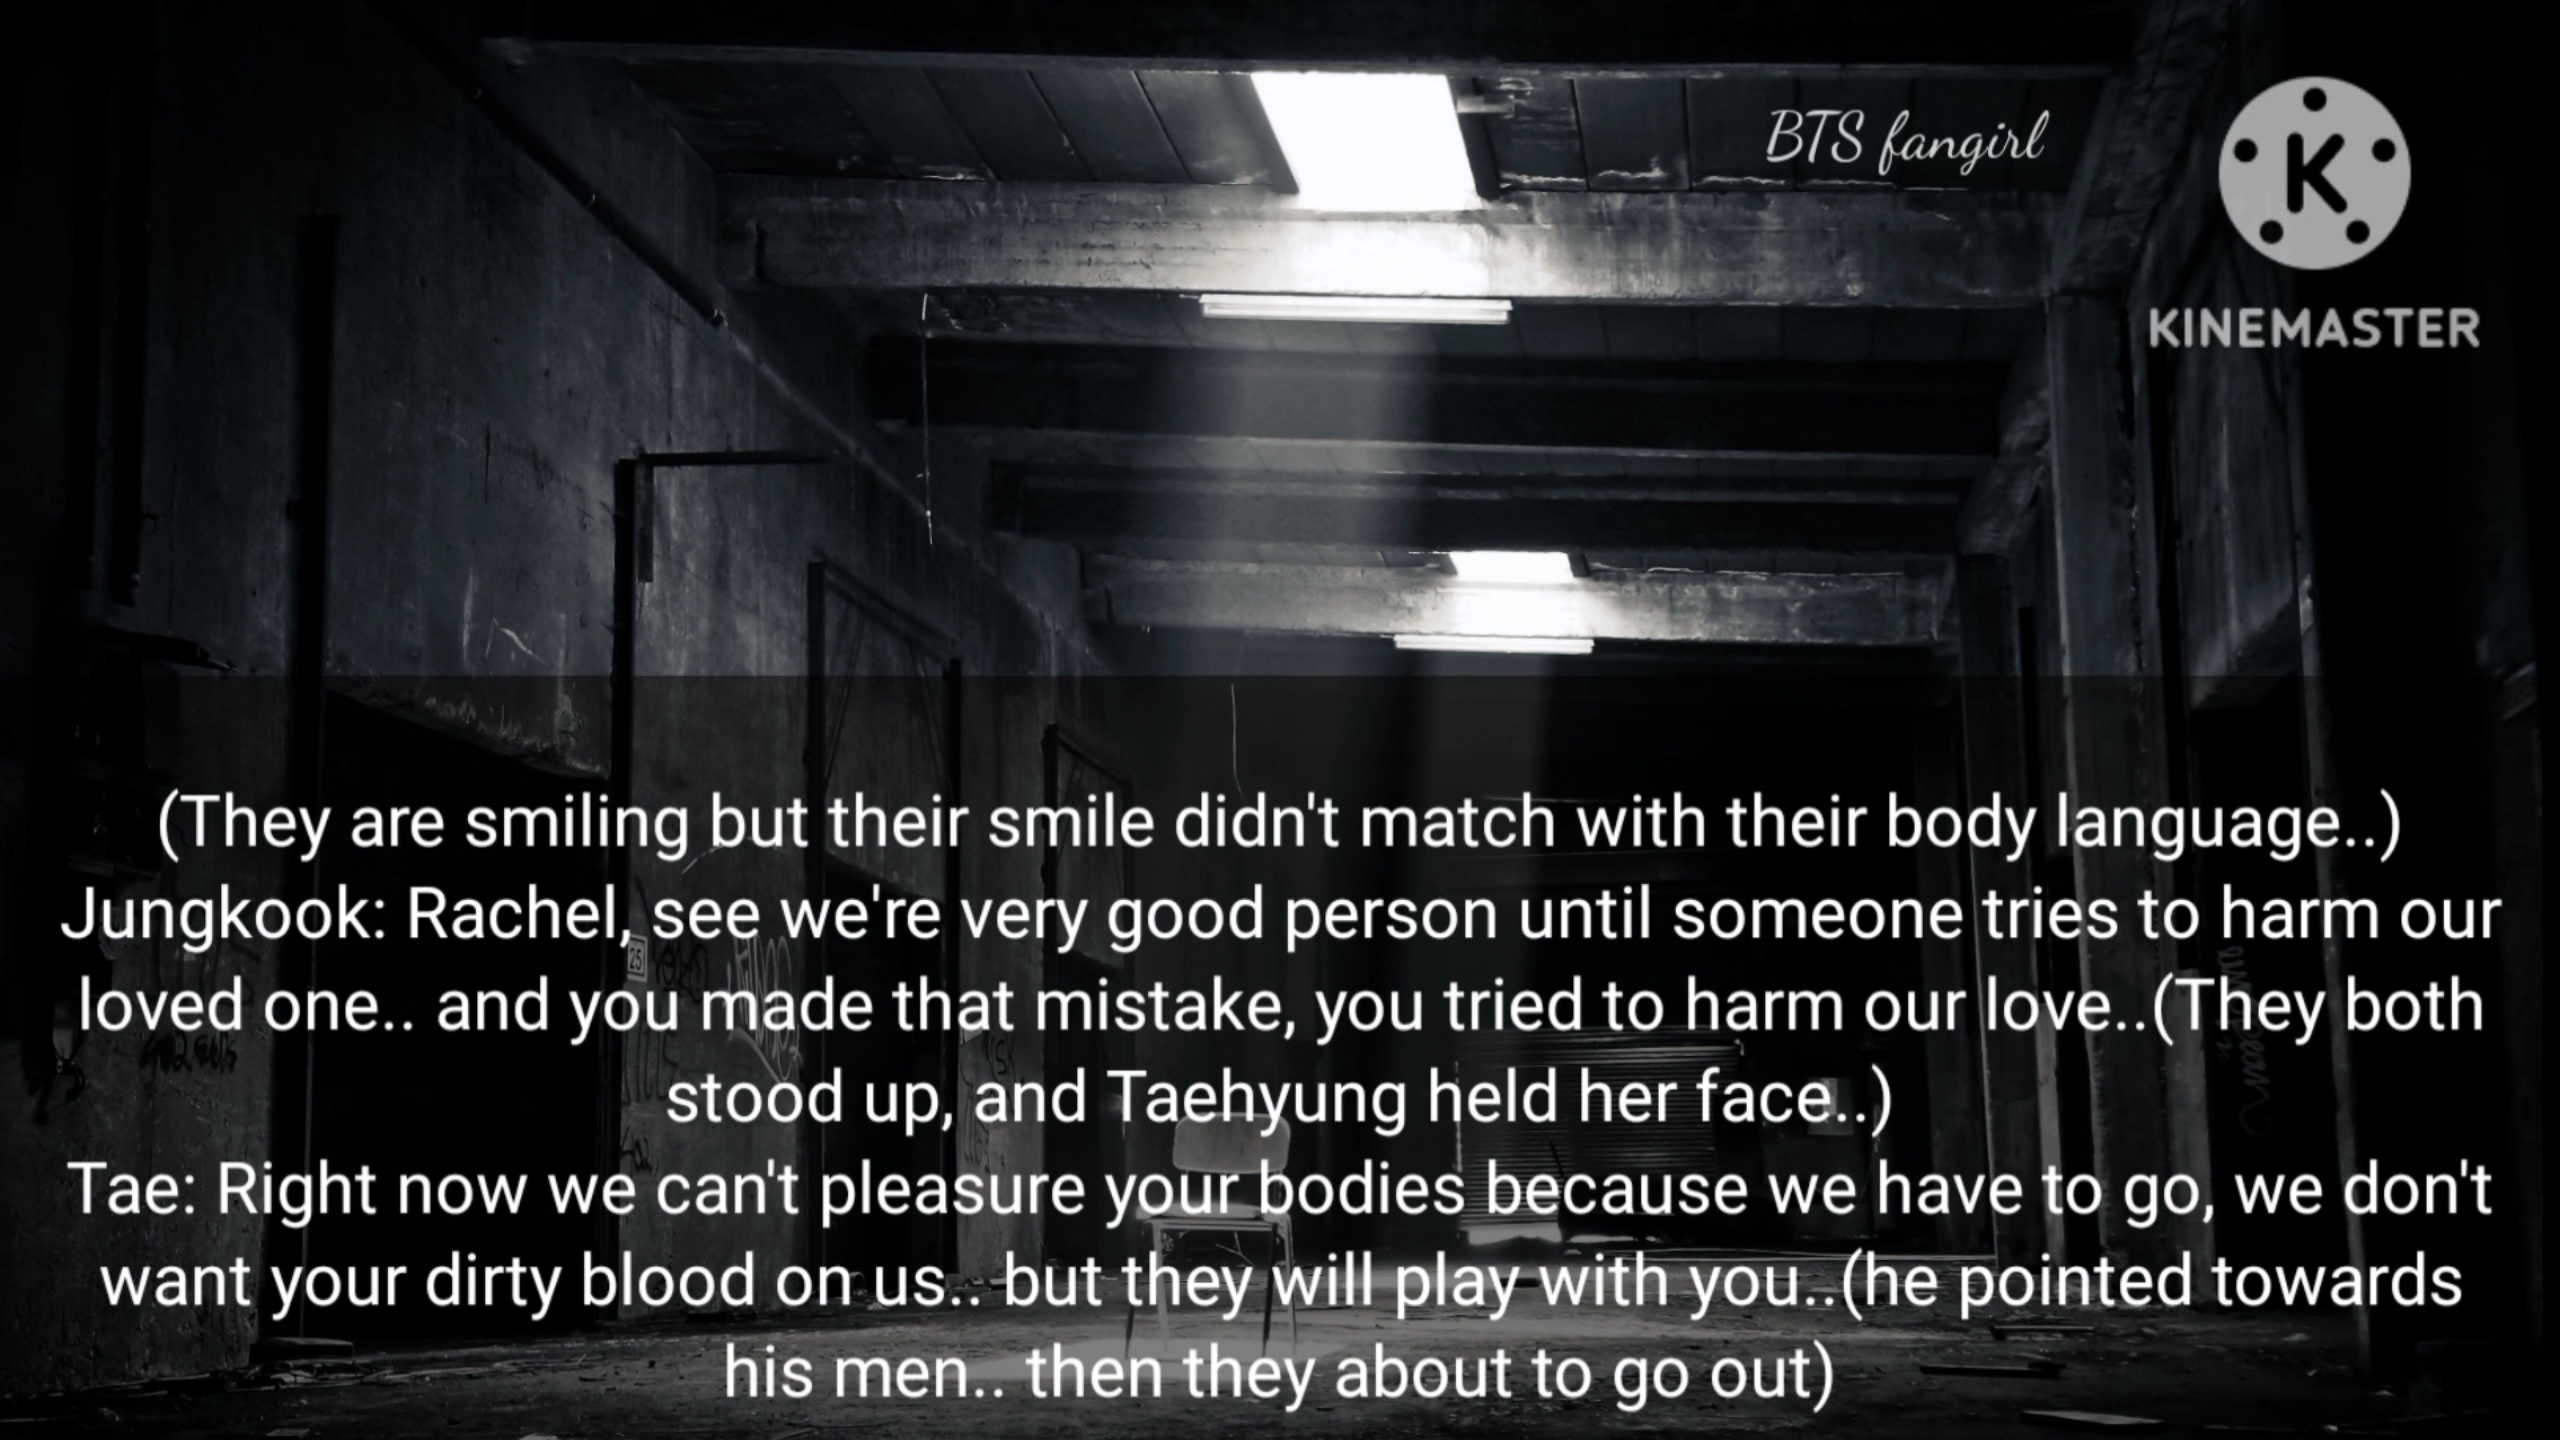 BTS fangirl
K
KINEMASTER
(They are smiling but their smile didn't match with their body language..)
Jungkook: Rachel, see we're very good person until someone tries to harm our
loved one.. and you made that mistake, you tried to harm our love..(They both
stood up, and Taehyung held her face..)
Tae: Right now we can't pleasure your bodies because we have to go, we don't
want your dirty blood on us.. but they will play with you..(he pointed towards
his men.. then they about to go out)
25